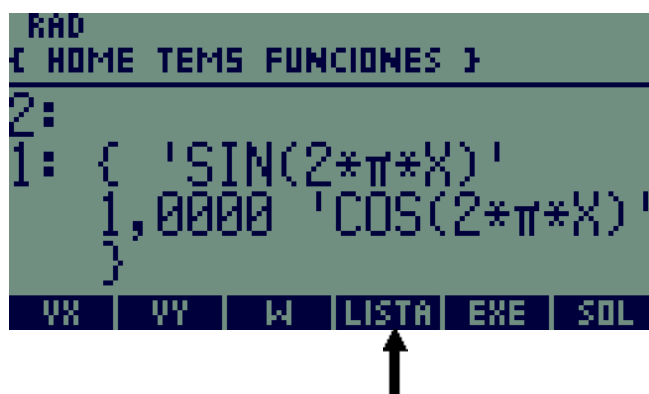 RAD
{ HOME TEMS FUNCIONES }
2:
1: { 'SIN(2*π*X)'
1,0000 'COS(2*π*X)'
}
VX VY W LISTA EXE SOL